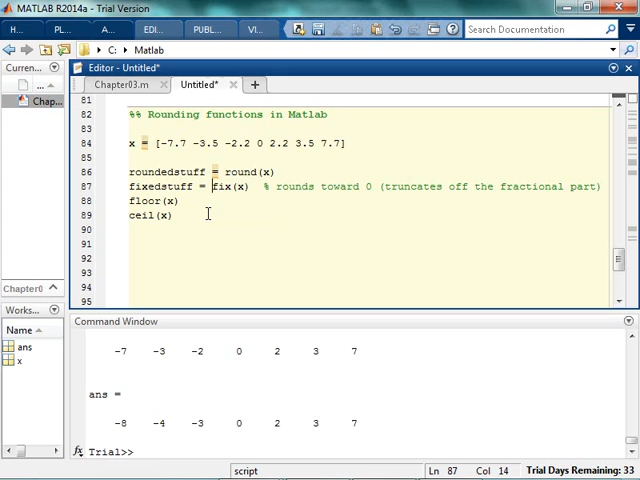 MATLAB R2014a - Trial Version
H...
PL...
A...
EDI...
PUBL...
VI...
Search Documentation
C:
Matlab
Curren...
Editor - Untitled*
...
Chapter03.m
Untitled*
Chap...
81
82 %% Rounding functions in Matlab
83
84 x = [-7.7 -3.5 -2.2 0 2.2 3.5 7.7]
85
86 roundedstuff = round(x)
87 fixedstuff = fix(x) % rounds toward 0 (truncates off the fractional part)
88 floor(x)
89 ceil(x)
90
91
92
93
94
95
Chapter0
Works...
Name
ans
x
Command Window
-7 -3 -2 0 2 3 7
ans =
-8 -4 -3 0 2 3 7
fx Trial>>
script
Ln 87 Col 14
Trial Days Remaining: 33